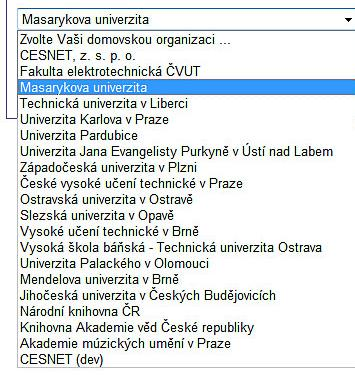 Masarykova univerzita
Zvolte Vaši domovskou organizaci ...
CESNET, z. s. p. o.
Fakulta elektrotechnická ČVUT
Masarykova univerzita
Technická univerzita v Liberci
Univerzita Karlova v Praze
Univerzita Pardubice
Univerzita Jana Evangelisty Purkyně v Ústí nad Labem
Západočeská univerzita v Plzni
České vysoké učení technické v Praze
Ostravská univerzita v Ostravě
Slezská univerzita v Opavě
Vysoké učení technické v Brně
Vysoká škola báňská - Technická univerzita Ostrava
Univerzita Palackého v Olomouci
Mendelova univerzita v Brně
Jihočeská univerzita v Českých Budějovicích
Národní knihovna ČR
Knihovna Akademie věd České republiky
Akademie múzických umění v Praze
CESNET (dev)